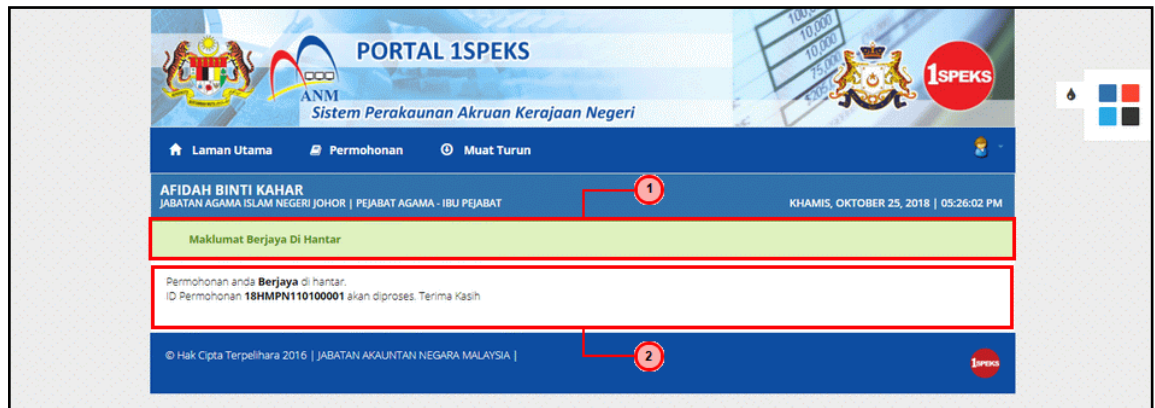 PORTAL 1SPEKS
ANM
Sistem Perakaunan Akruan Kerajaan Negeri
1SPEKS
Laman Utama Permohonan Muat Turun
AFIDAH BINTI KAHAR
JABATAN AGAMA ISLAM NEGERI JOHOR | PEJABAT AGAMA - IBU PEJABAT
KHAMIS, OKTOBER 25, 2018 | 05:26:02 PM
1
Maklumat Berjaya Di Hantar
Permohonan anda Berjaya di hantar.
ID Permohonan 18HMPN110100001 akan diproses. Terima Kasih
© Hak Cipta Terpelihara 2016 | JABATAN AKAUNTAN NEGARA MALAYSIA |
2
1SPEKS